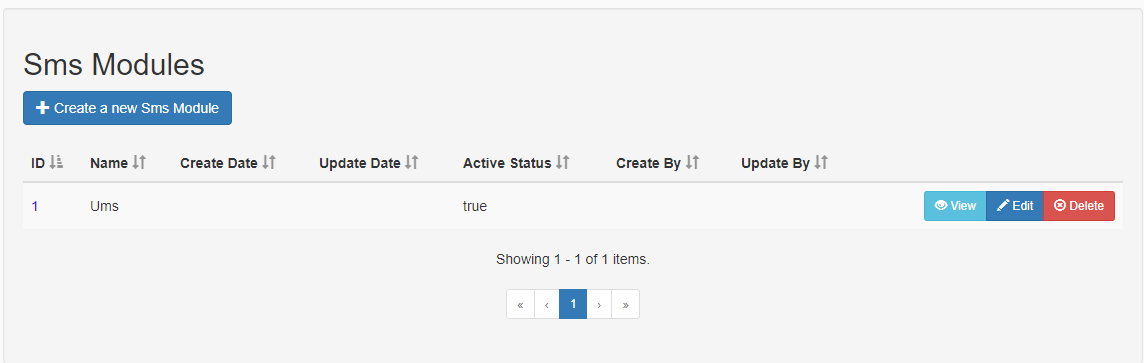 Sms Modules
Create a new Sms Module
ID Name Create Date Update Date Active Status Create By Update By
1 Ums true View Edit Delete
Showing 1 - 1 of 1 items.
« ‹ 1 › »